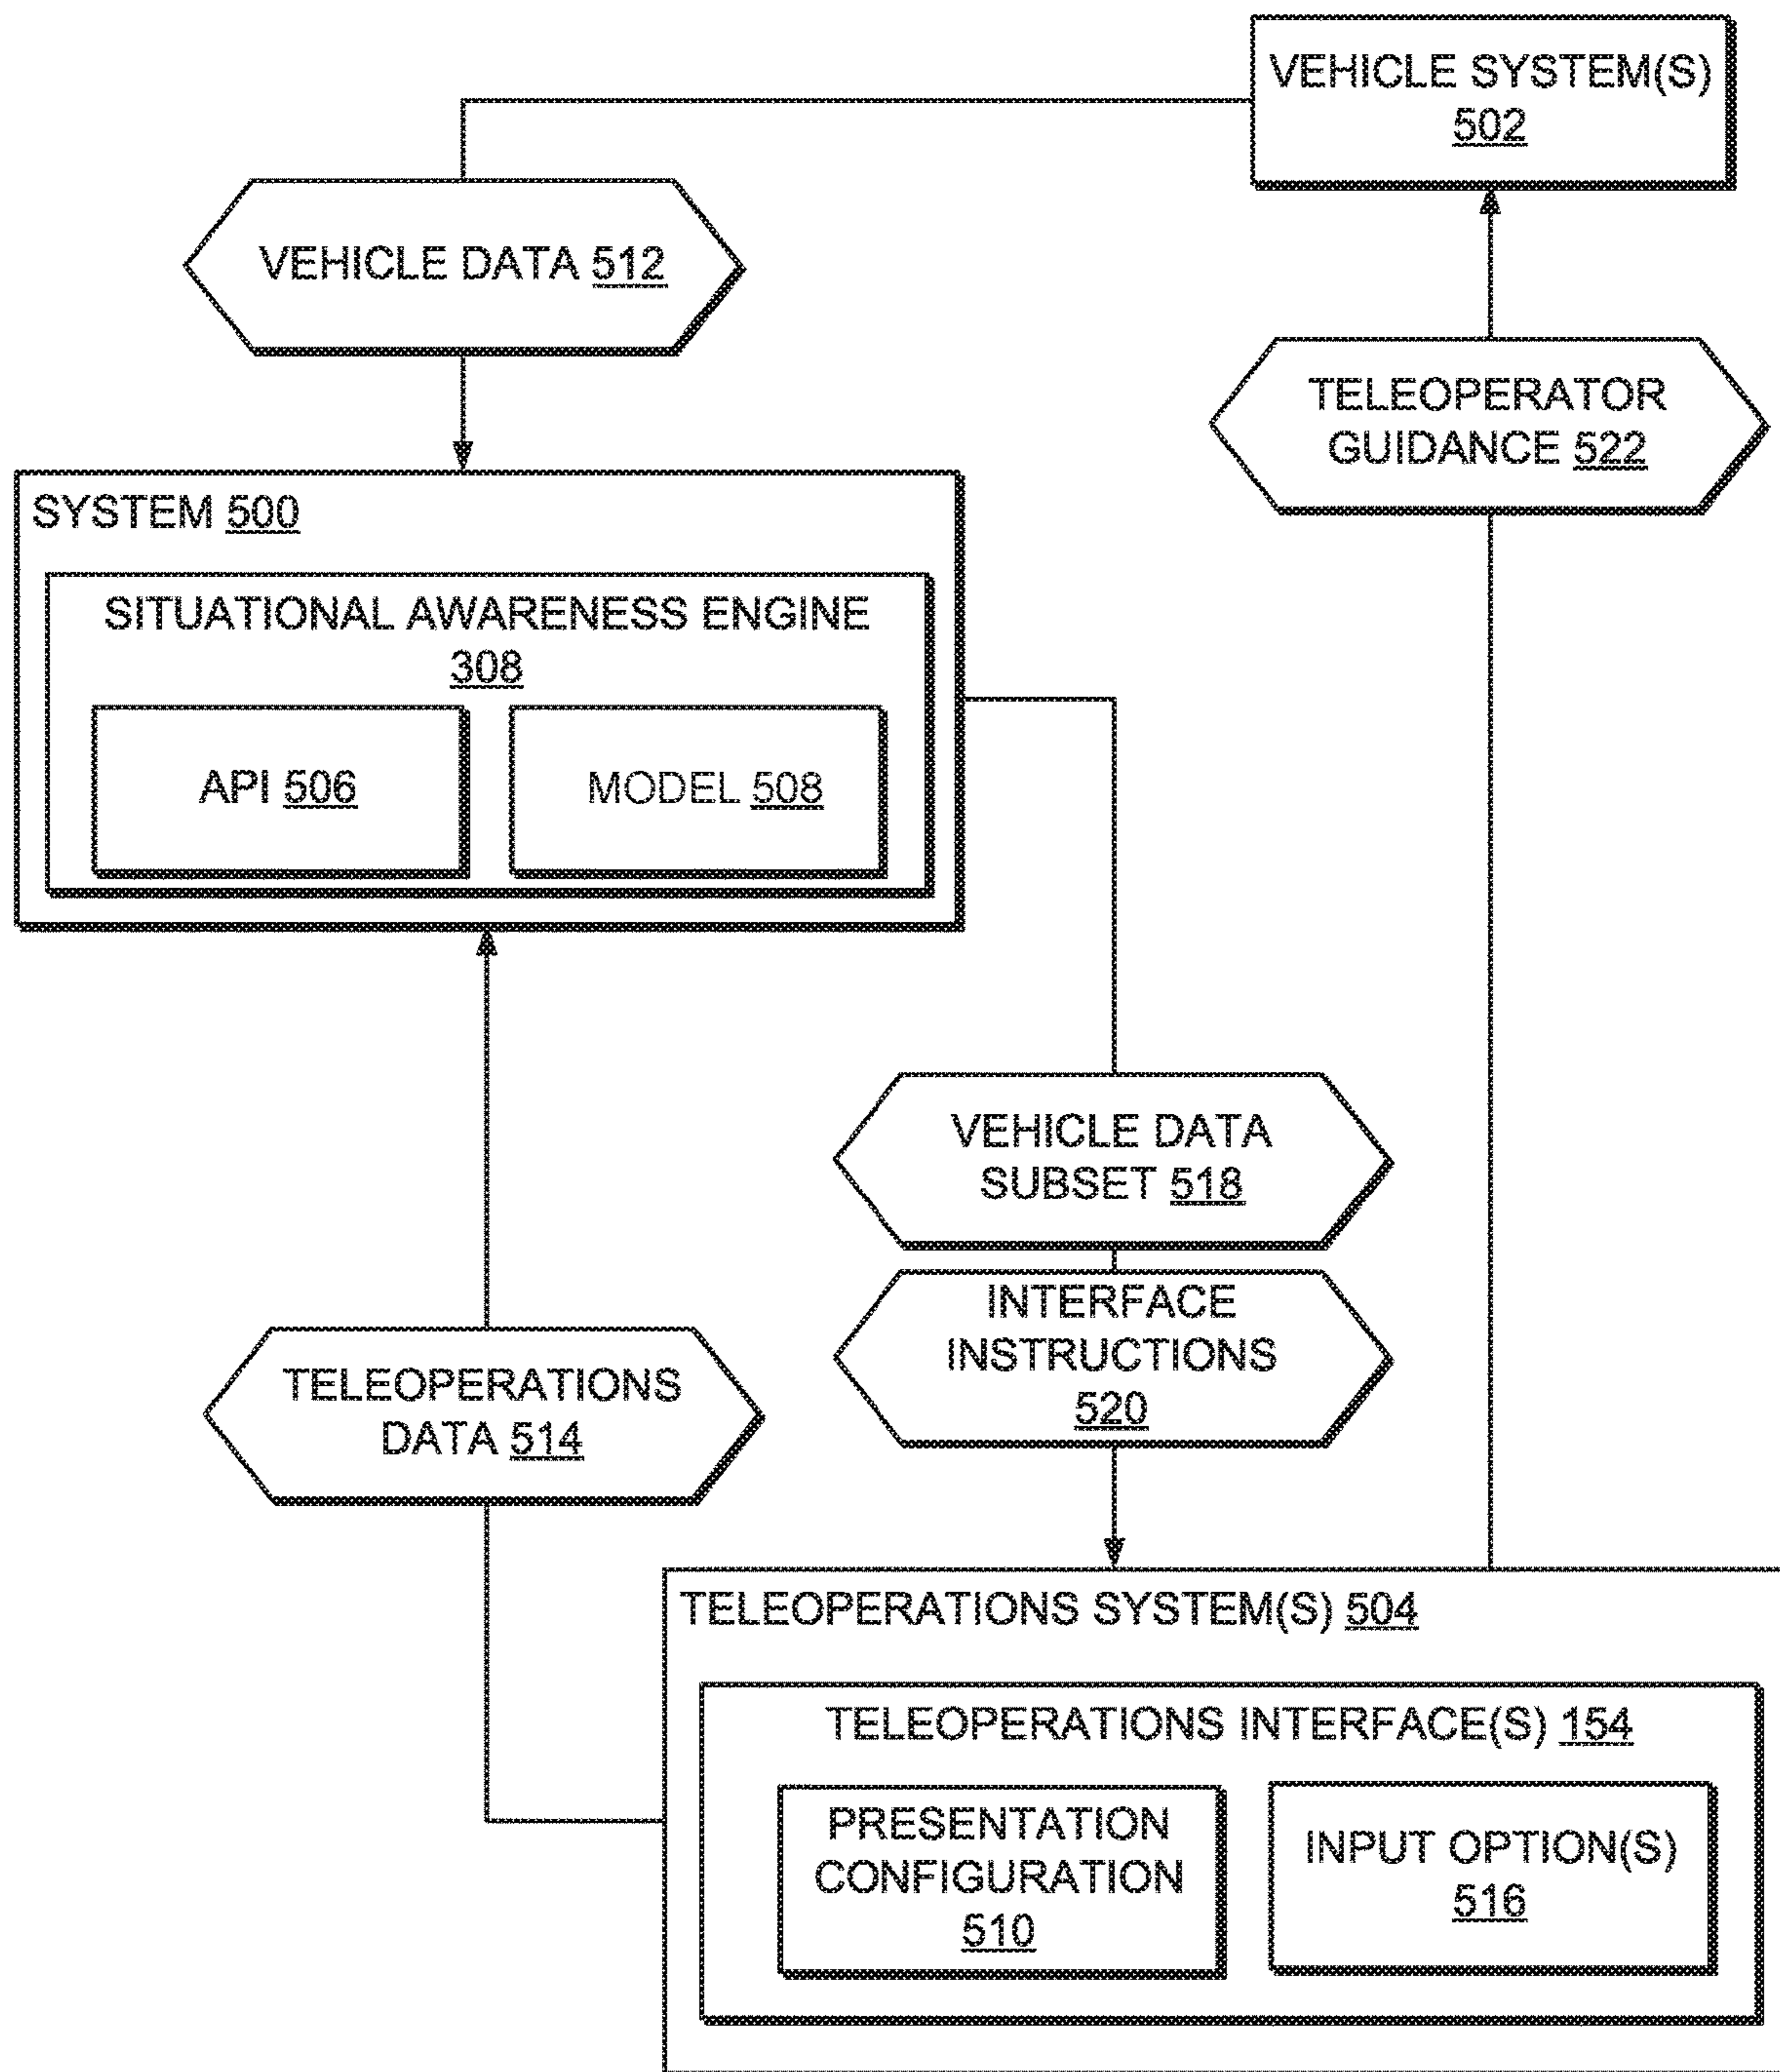 VEHICLE SYSTEM(S)
502
VEHICLE DATA 512
TELEOPERATOR
GUIDANCE 522
SYSTEM 500
SITUATIONAL AWARENESS ENGINE
308
API 506
MODEL 508
VEHICLE DATA
SUBSET 518
INTERFACE
INSTRUCTIONS
520
TELEOPERATIONS
DATA 514
TELEOPERATIONS SYSTEM(S) 504
TELEOPERATIONS INTERFACE(S) 154
PRESENTATION
CONFIGURATION
510
INPUT OPTION(S)
516